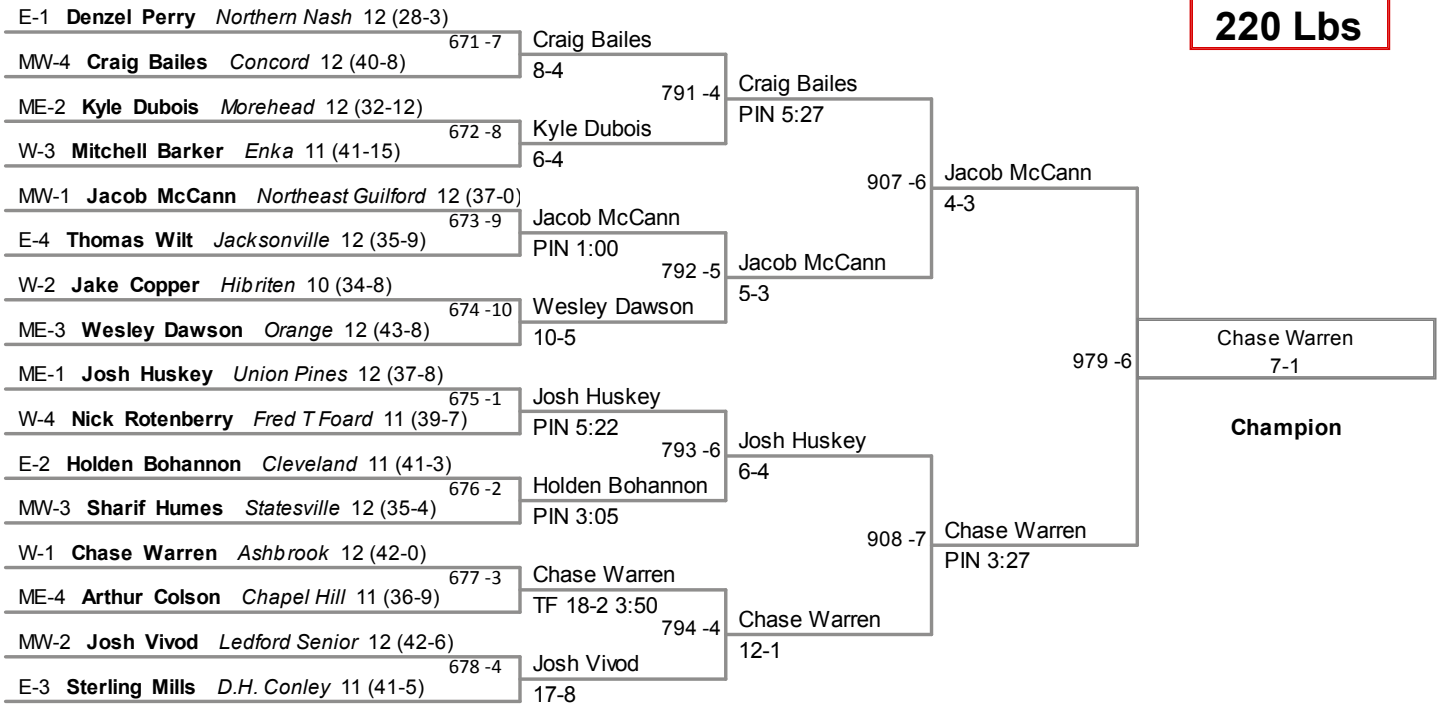 220 Lbs
E-1 Denzel Perry Northern Nash 12 (28-3)
671 -7
MW-4 Craig Bailes Concord 12 (40-8)
ME-2 Kyle Dubois Morehead 12 (32-12)
672 -8
W-3 Mitchell Barker Enka 11 (41-15)
MW-1 Jacob McCann Northeast Guilford 12 (37-0)
673 -9
E-4 Thomas Wilt Jacksonville 12 (35-9)
W-2 Jake Copper Hibriten 10 (34-8)
674 -10
ME-3 Wesley Dawson Orange 12 (43-8)
ME-1 Josh Huskey Union Pines 12 (37-8)
675 -1
W-4 Nick Rotenberry Fred T Foard 11 (39-7)
E-2 Holden Bohannon Cleveland 11 (41-3)
676 -2
MW-3 Sharif Humes Statesville 12 (35-4)
W-1 Chase Warren Ashbrook 12 (42-0)
677 -3
ME-4 Arthur Colson Chapel Hill 11 (36-9)
MW-2 Josh Vivod Ledford Senior 12 (42-6)
678 -4
E-3 Sterling Mills D.H. Conley 11 (41-5)
Craig Bailes
8-4
791 -4
Kyle Dubois
6-4
Jacob McCann
PIN 1:00
792 -5
Wesley Dawson
10-5
Josh Huskey
PIN 5:22
793 -6
Holden Bohannon
PIN 3:05
Chase Warren
TF 18-2 3:50
794 -4
Josh Vivod
17-8
Craig Bailes
PIN 5:27
907 -6
Jacob McCann
5-3
Josh Huskey
6-4
908 -7
Chase Warren
12-1
Jacob McCann
4-3
979 -6
Chase Warren
PIN 3:27
Chase Warren
7-1
Champion